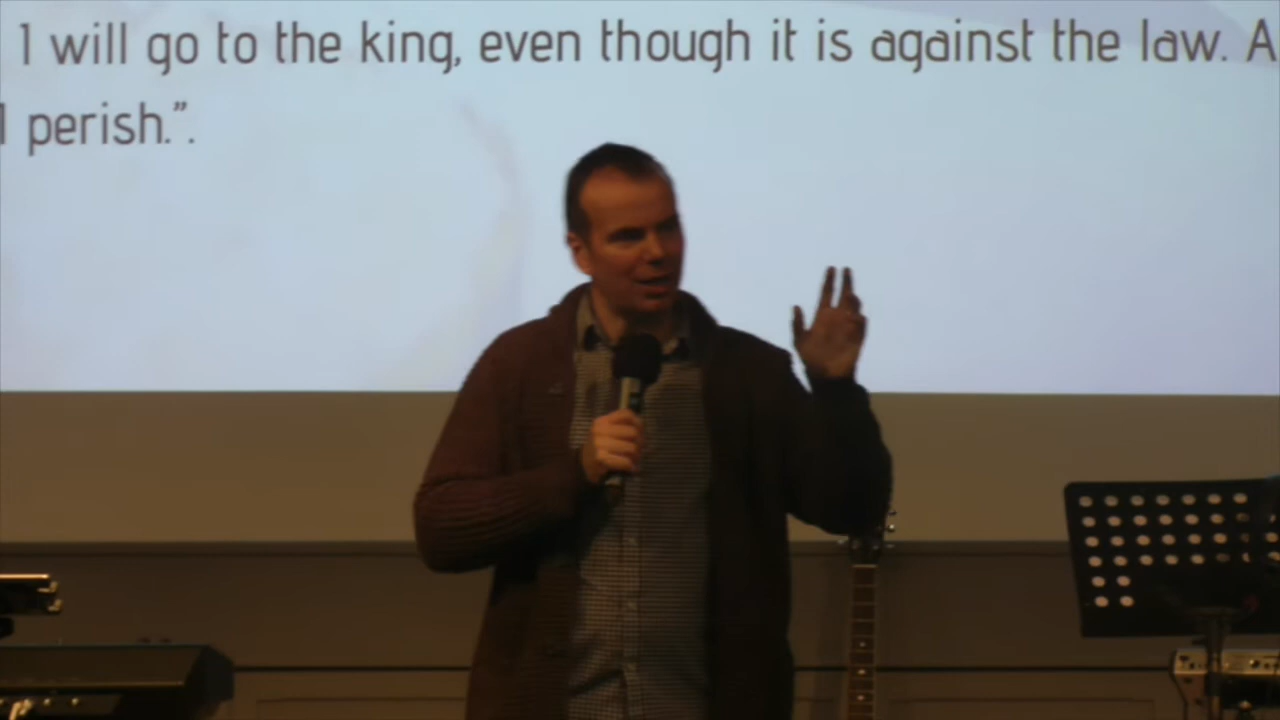 I will go to the king, even though it is against the law. A
I perish.”.